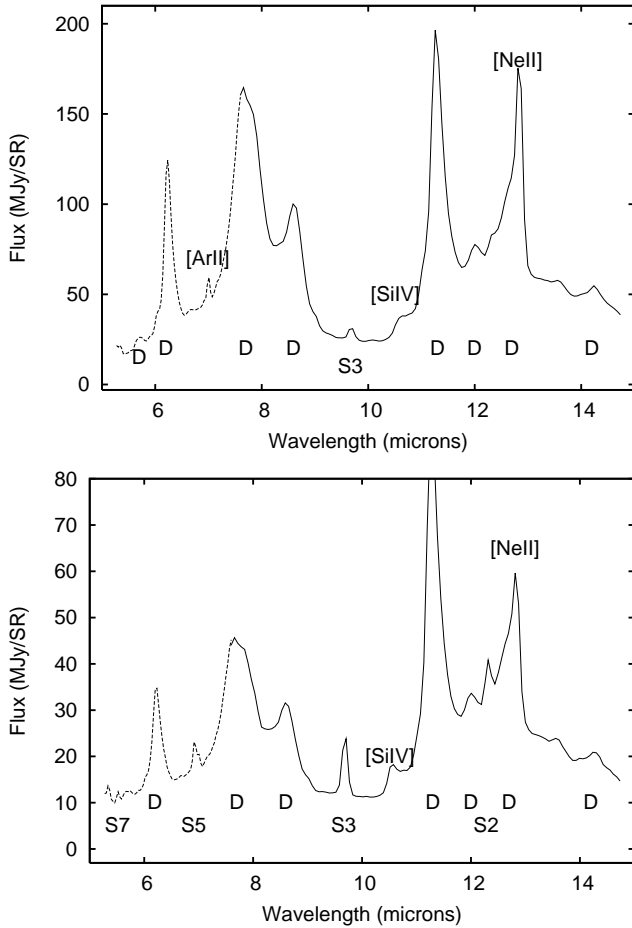 200
150
100
50
0
Flux (MJy/SR)
[ArII]
[SiIV]
[NeII]
D D D D D D D D
S3
6 8 10 12 14
Wavelength (microns)
80
70
60
50
40
30
20
10
0
Flux (MJy/SR)
[NeII]
[SiIV]
D D D D D D D
S7 S5 S3 S2
6 8 10 12 14
Wavelength (microns)